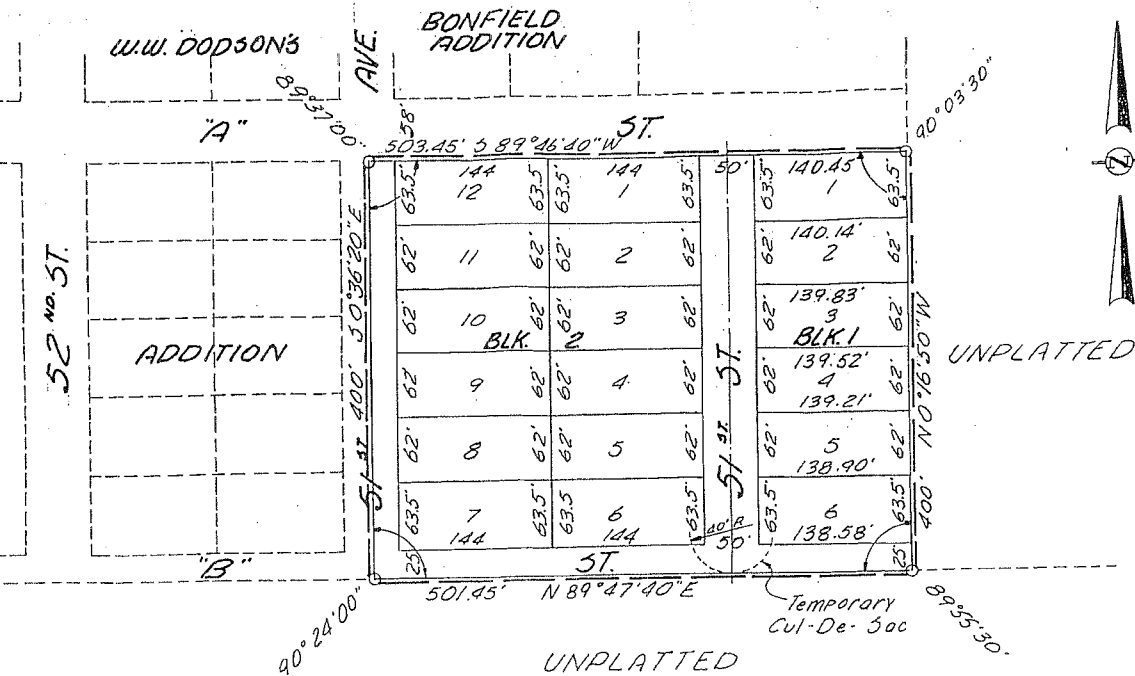 W.W. DODSON'S
AVE.
BONFIELD
ADDITION
89°37'00"
58'
90°03'30"
"A"
ST.
503.45' S 89°46'40"W
63.5' 144 63.5' 63.5' 144 63.5' 50' 63.5' 140.45' 63.5'
12 1 1
62' 11 62' 62' 2 62' 62' 140.14' 62'
2
62' 10 62' 62' 3 62' 62' 139.83' 62'
3
BLK. 2 BLK. 1
62' 9 62' 62' 4 62' 62' 139.52' 62'
4
139.21'
62' 8 62' 62' 5 62' 62' 5 62'
138.90'
63.5' 7 63.5' 63.5 6 63.5' 63.5' 6 63.5'
144 144 40' R 138.58'
50'
52 ND. ST.
ADDITION
51 ST
400' S0°36'20"E
51 ST. ST.
N0°16'50"W
400'
UNPLATTED
Z
"B"
25'
ST.
25'
501.45' N 89°47'40"E
90°24'00"
Temporary
Cul-De-Sac
89°55'30"
UNPLATTED